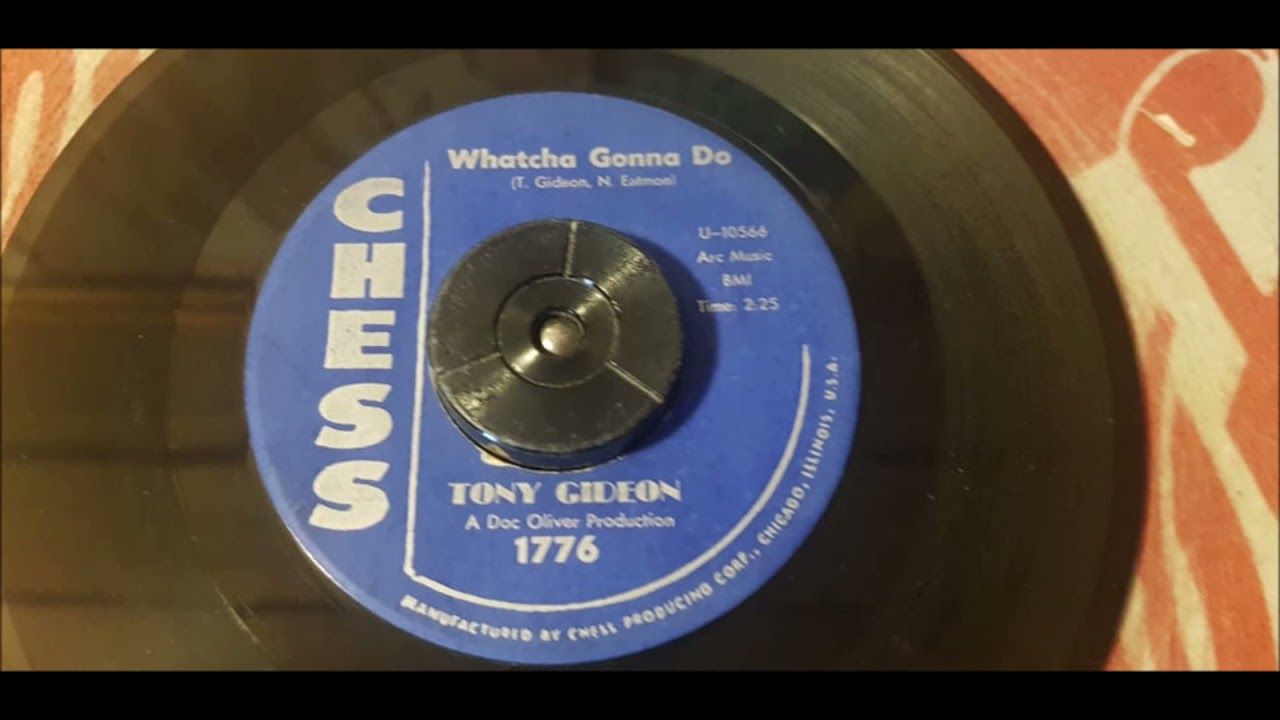 CHESS
Whatcha Gonna Do
(T. Gideon, N. Eatmon)
U-10566
Arc Music
BMI
Time: 2:25
TONY GIDEON
A Doc Oliver Production
1776
MANUFACTURED BY CHESS PRODUCING CORP., CHICAGO, ILLINOIS, U.S.A.